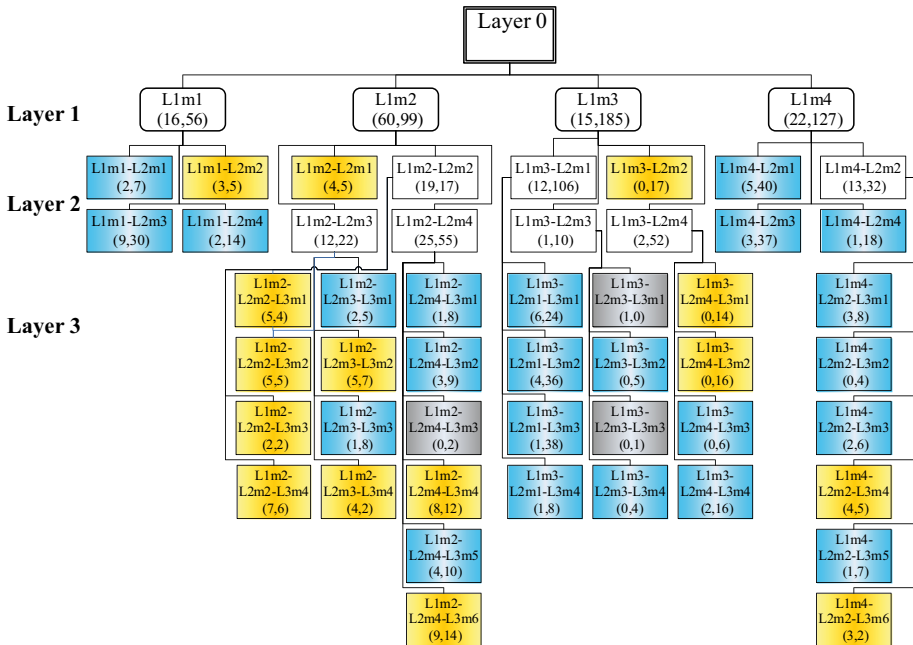 Layer 0
Layer 1
L1m1
(16,56)
L1m2
(60,99)
L1m3
(15,185)
L1m4
(22,127)
Layer 2
L1m1-L2m1
(2,7)
L1m1-L2m2
(3,5)
L1m2-L2m1
(4,5)
L1m2-L2m2
(19,17)
L1m3-L2m1
(12,106)
L1m3-L2m2
(0,17)
L1m4-L2m1
(5,40)
L1m4-L2m2
(13,32)
L1m1-L2m3
(9,30)
L1m1-L2m4
(2,14)
L1m2-L2m3
(12,22)
L1m2-L2m4
(25,55)
L1m3-L2m3
(1,10)
L1m3-L2m4
(2,52)
L1m4-L2m3
(3,37)
L1m4-L2m4
(1,18)
Layer 3
L1m2-
L2m2-L3m1
(5,4)
L1m2-
L2m3-L3m1
(2,5)
L1m2-
L2m4-L3m1
(1,8)
L1m3-
L2m1-L3m1
(6,24)
L1m3-
L2m3-L3m1
(1,0)
L1m3-
L2m4-L3m1
(0,14)
L1m4-
L2m2-L3m1
(3,8)
L1m2-
L2m2-L3m2
(5,5)
L1m2-
L2m3-L3m2
(5,7)
L1m2-
L2m4-L3m2
(3,9)
L1m3-
L2m1-L3m2
(4,36)
L1m3-
L2m3-L3m2
(0,5)
L1m3-
L2m4-L3m2
(0,16)
L1m4-
L2m2-L3m2
(0,4)
L1m2-
L2m2-L3m3
(2,2)
L1m2-
L2m3-L3m3
(1,8)
L1m2-
L2m4-L3m3
(0,2)
L1m3-
L2m1-L3m3
(1,38)
L1m3-
L2m3-L3m3
(0,1)
L1m3-
L2m4-L3m3
(0,6)
L1m4-
L2m2-L3m3
(2,6)
L1m2-
L2m2-L3m4
(7,6)
L1m2-
L2m3-L3m4
(4,2)
L1m2-
L2m4-L3m4
(8,12)
L1m3-
L2m1-L3m4
(1,8)
L1m3-
L2m3-L3m4
(0,4)
L1m3-
L2m4-L3m4
(2,16)
L1m4-
L2m2-L3m4
(4,5)
L1m2-
L2m4-L3m5
(4,10)
L1m4-
L2m2-L3m5
(1,7)
L1m2-
L2m4-L3m6
(9,14)
L1m4-
L2m2-L3m6
(3,2)